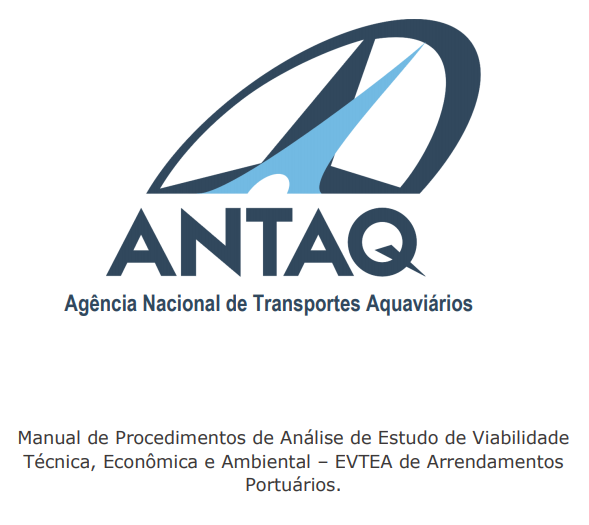 ANTAQ
Agência Nacional de Transportes Aquaviários
Manual de Procedimentos de Análise de Estudo de Viabilidade
Técnica, Econômica e Ambiental – EVTEA de Arrendamentos
Portuários.